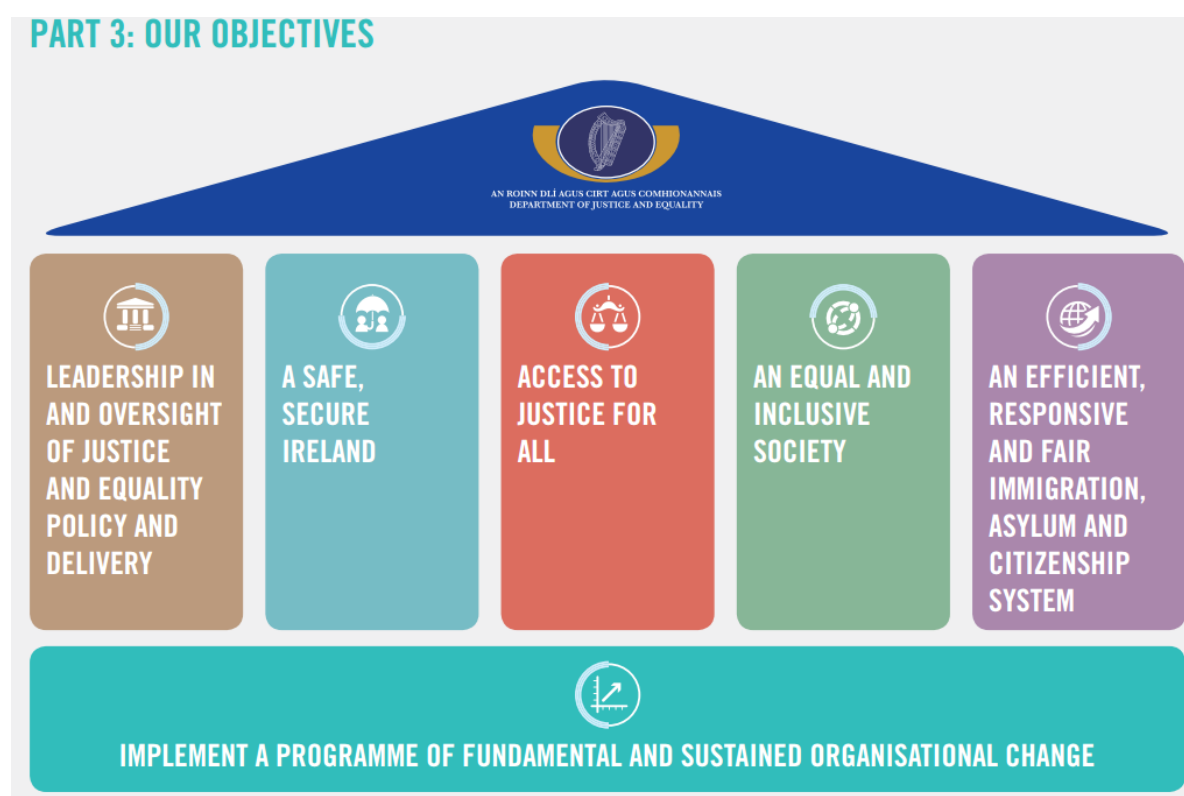 PART 3: OUR OBJECTIVES
AN ROINN DLÍ AGUS CIRT AGUS COMHIONANNAIS
DEPARTMENT OF JUSTICE AND EQUALITY
LEADERSHIP IN
AND OVERSIGHT
OF JUSTICE
AND EQUALITY
POLICY AND
DELIVERY
A SAFE,
SECURE
IRELAND
ACCESS TO
JUSTICE FOR
ALL
AN EQUAL AND
INCLUSIVE
SOCIETY
AN EFFICIENT,
RESPONSIVE
AND FAIR
IMMIGRATION,
ASYLUM AND
CITIZENSHIP
SYSTEM
IMPLEMENT A PROGRAMME OF FUNDAMENTAL AND SUSTAINED ORGANISATIONAL CHANGE